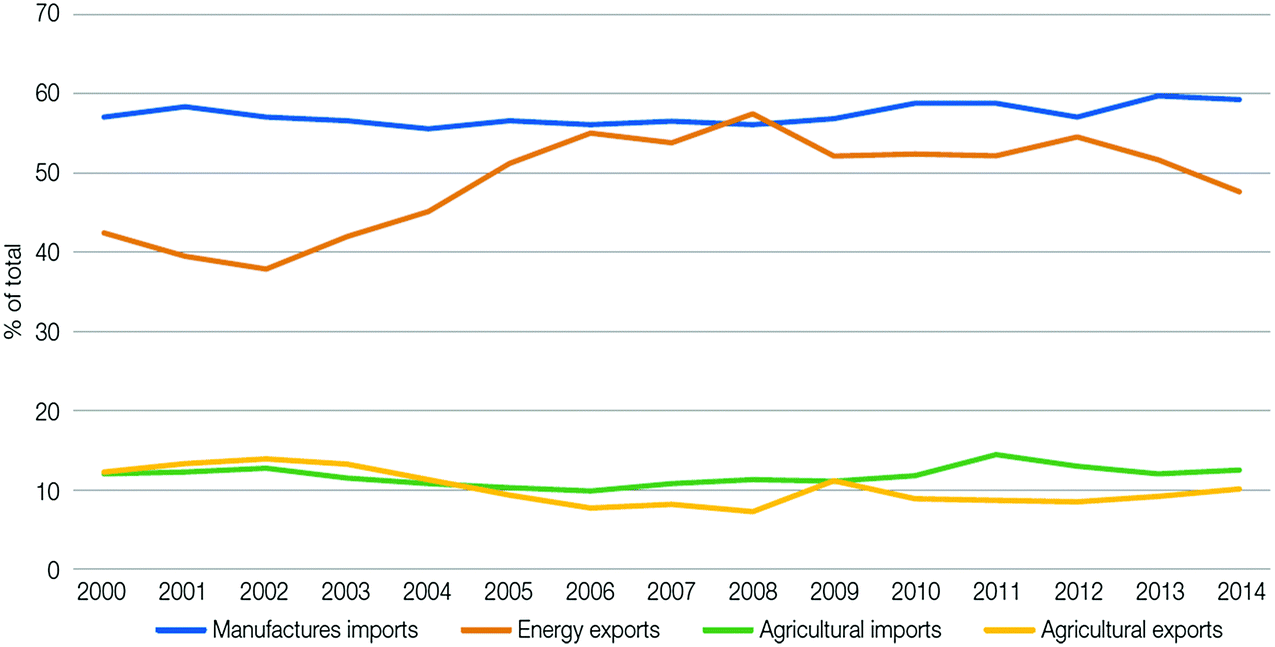 70
60
50
40
30
20
10
0
% of total
2000 2001 2002 2003 2004 2005 2006 2007 2008 2009 2010 2011 2012 2013 2014
Manufactures imports Energy exports Agricultural imports Agricultural exports